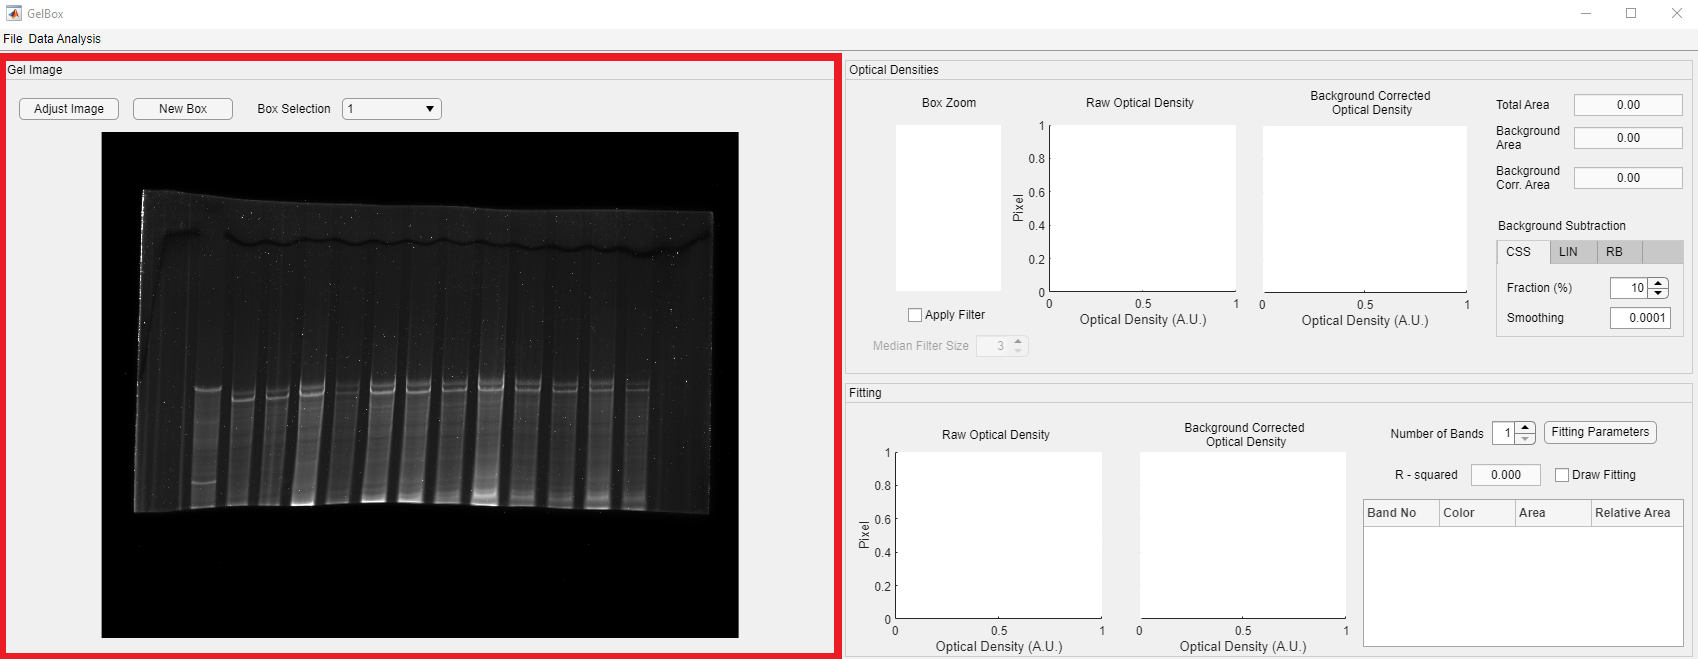 GelBox
File Data Analysis
Gel Image
Adjust Image
New Box
Box Selection
1
Optical Densities
Box Zoom
Raw Optical Density
Background Corrected
Optical Density
Pixel
1
0.8
0.6
0.4
0.2
0
0
0.5
1
Optical Density (A.U.)
0
0.5
1
Optical Density (A.U.)
Apply Filter
Median Filter Size
3
Total Area
0.00
Background
Area
0.00
Background
Corr. Area
0.00
Background Subtraction
CSS
LIN
RB
Fraction (%)
10
Smoothing
0.0001
Fitting
Raw Optical Density
Background Corrected
Optical Density
Pixel
1
0.8
0.6
0.4
0.2
0
0
0.5
1
Optical Density (A.U.)
0
0.5
1
Optical Density (A.U.)
Number of Bands
1
Fitting Parameters
R - squared
0.000
Draw Fitting
Band No
Color
Area
Relative Area